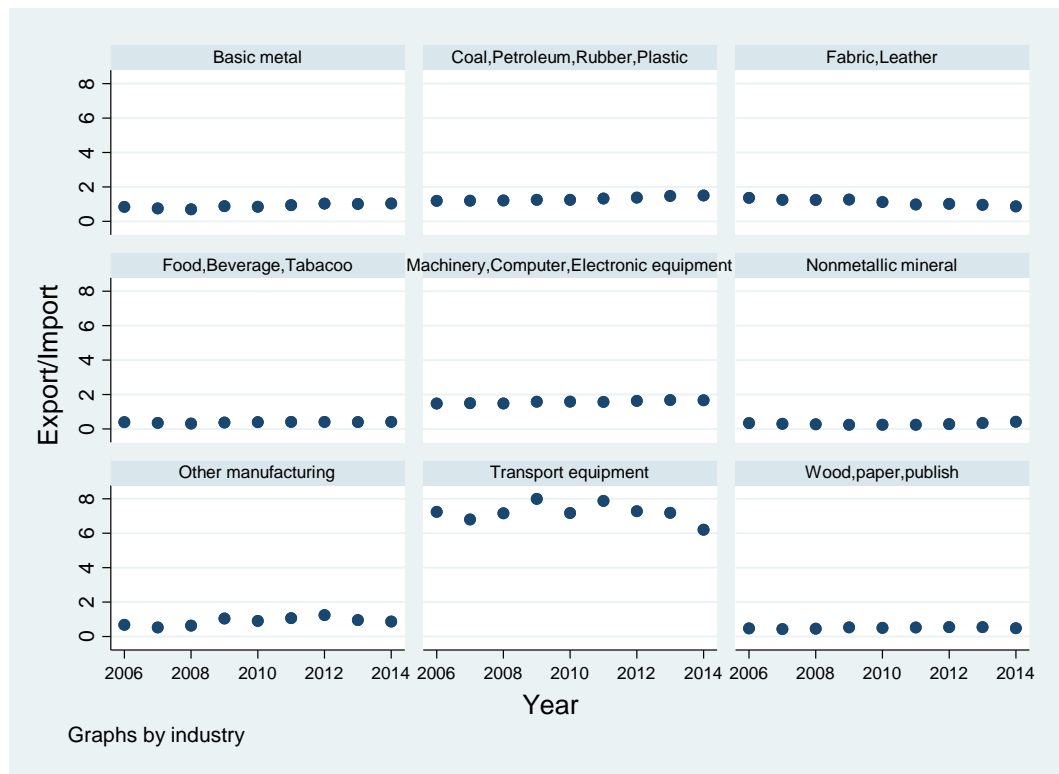 Basic metal
Coal,Petroleum,Rubber,Plastic
Fabric,Leather
8
6
4
2
0
Food,Beverage,Tabacoo
Machinery,Computer,Electronic equipment
Nonmetallic mineral
8
6
4
2
0
Export/Import
Other manufacturing
Transport equipment
Wood,paper,publish
8
6
4
2
0
2006 2008 2010 2012 2014
2006 2008 2010 2012 2014
2006 2008 2010 2012 2014
Year
Graphs by industry